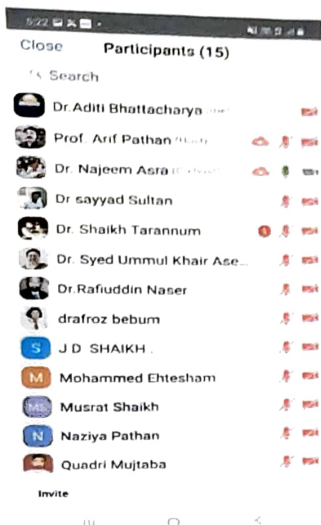 5:22
Close Participants (15)
Search
Dr.Aditi Bhattacharya
Prof. Arif Pathan
Dr. Najeem Asra
Dr sayyad Sultan
Dr. Shaikh Tarannum
Dr. Syed Ummul Khair Ase...
Dr.Rafiuddin Naser
drafroz bebum
S J D SHAIKH .
M Mohammed Ehtesham
MS Musrat Shaikh
N Naziya Pathan
Quadri Mujtaba
Invite